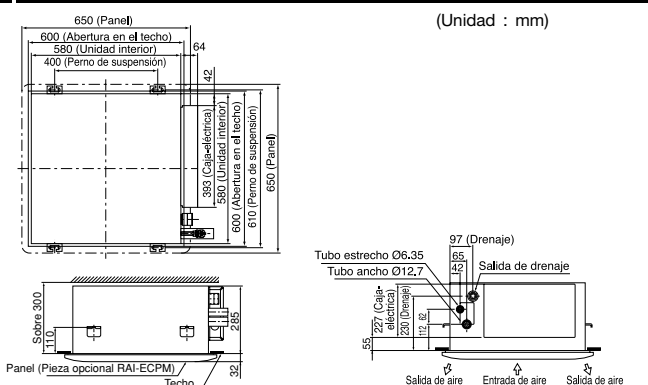 650 (Panel)
600 (Abertura en el techo)
580 (Unidad interior)
400 (Perno de suspensión)
64
42
393 (Caja-eléctrica)
580 (Unidad interior)
600 (Abertura en el techo)
610 (Perno de suspensión)
650 (Panel)
Sobre 300
110
285
32
Panel (Pieza opcional RAI-ECPM)
Techo
(Unidad : mm)
97 (Drenaje)
65
42
Tubo estrecho Ø6.35
Tubo ancho Ø12,7
Salida de drenaje
227 (Caja-
eléctrica)
230 (Drenaje)
112
62
55
Salida de aire
Entrada de aire
Salida de aire